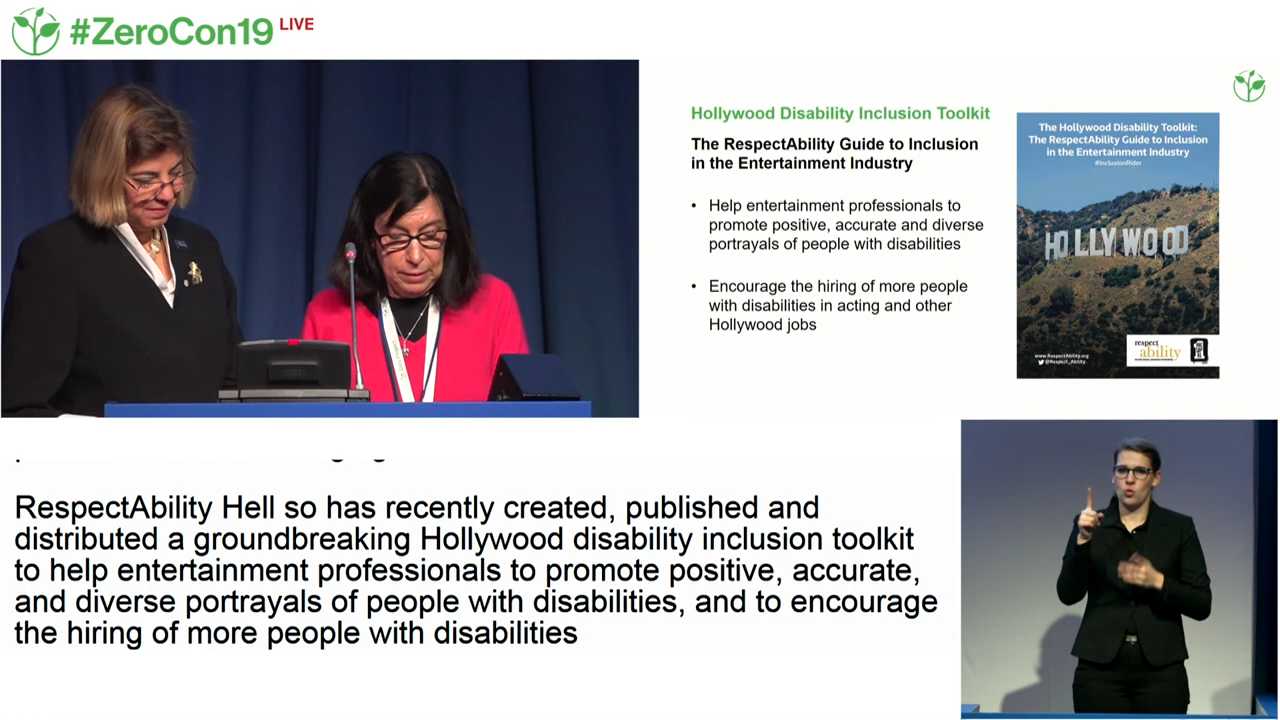 #ZeroCon19 LIVE
Hollywood Disability Inclusion Toolkit
The RespectAbility Guide to Inclusion
in the Entertainment Industry
• Help entertainment professionals to
promote positive, accurate and diverse
portrayals of people with disabilities
• Encourage the hiring of more people
with disabilities in acting and other
Hollywood jobs
The Hollywood Disability Toolkit:
The RespectAbility Guide to Inclusion
in the Entertainment Industry
#InclusionRider
HOLLYWOOD
www.RespectAbility.org
@Respect_Ability
respect
ability
RespectAbility Hell so has recently created, published and
distributed a groundbreaking Hollywood disability inclusion toolkit
to help entertainment professionals to promote positive, accurate,
and diverse portrayals of people with disabilities, and to encourage
the hiring of more people with disabilities